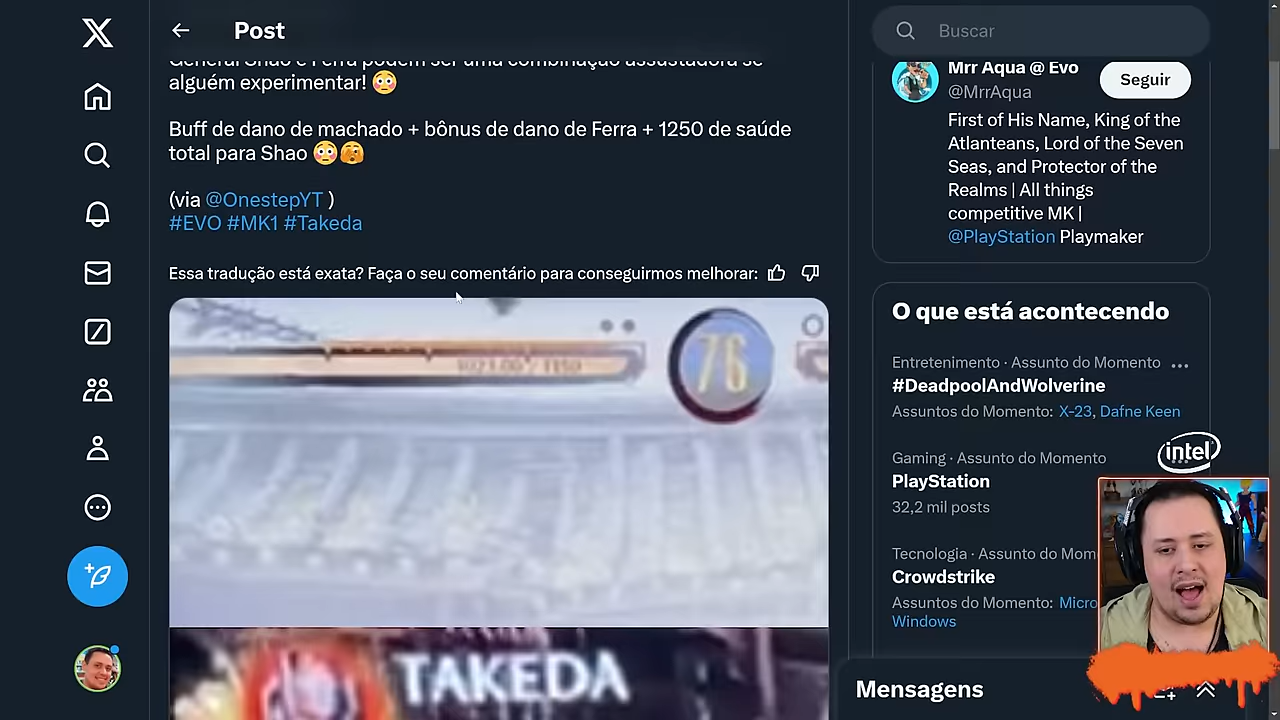 Post
General Shao e Ferra podem ser uma combinação assustadora se
alguém experimentar! 😳
Buff de dano de machado + bônus de dano de Ferra + 1250 de saúde
total para Shao 😳🫣
(via @OnestepYT )
#EVO #MK1 #Takeda
Essa tradução está exata? Faça o seu comentário para conseguirmos melhorar:
76
TAKEDA
Buscar
Mrr Aqua @ Evo
Seguir
@MrrAqua
First of His Name, King of the
Atlanteans, Lord of the Seven
Seas, and Protector of the
Realms | All things
competitive MK |
@PlayStation Playmaker
O que está acontecendo
Entretenimento · Assunto do Momento
#DeadpoolAndWolverine
Assuntos do Momento: X-23, Dafne Keen
Gaming · Assunto do Momento
PlayStation
32,2 mil posts
Tecnologia · Assunto do Mom
Crowdstrike
Assuntos do Momento: Micro
Windows
intel
Mensagens